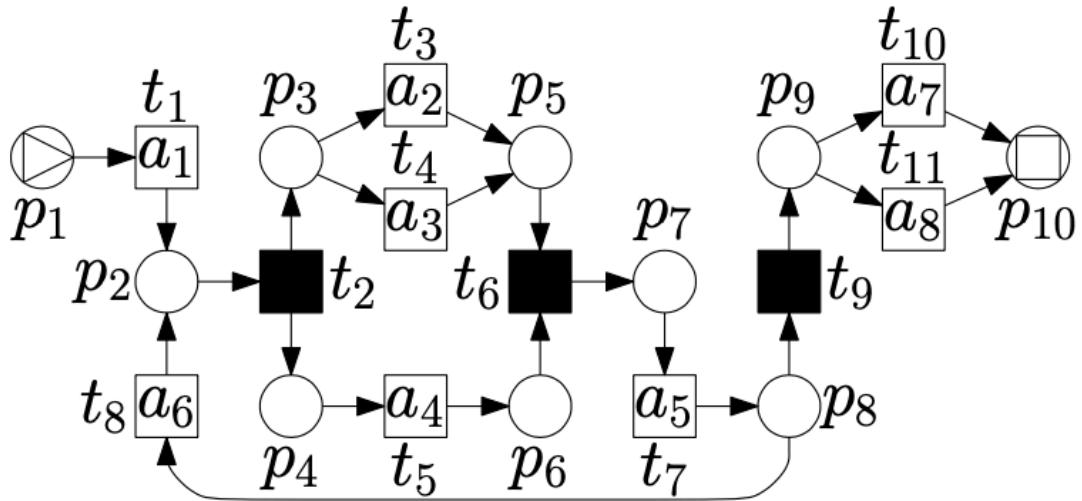 t3 t10
p3 a2 p5 p9 a7
t1 t4 t11
a1 a3 a8
p1 p7 p10
p2 t2 t6 t9
t8 a6 a4 a5 p8
p4 t5 p6 t7